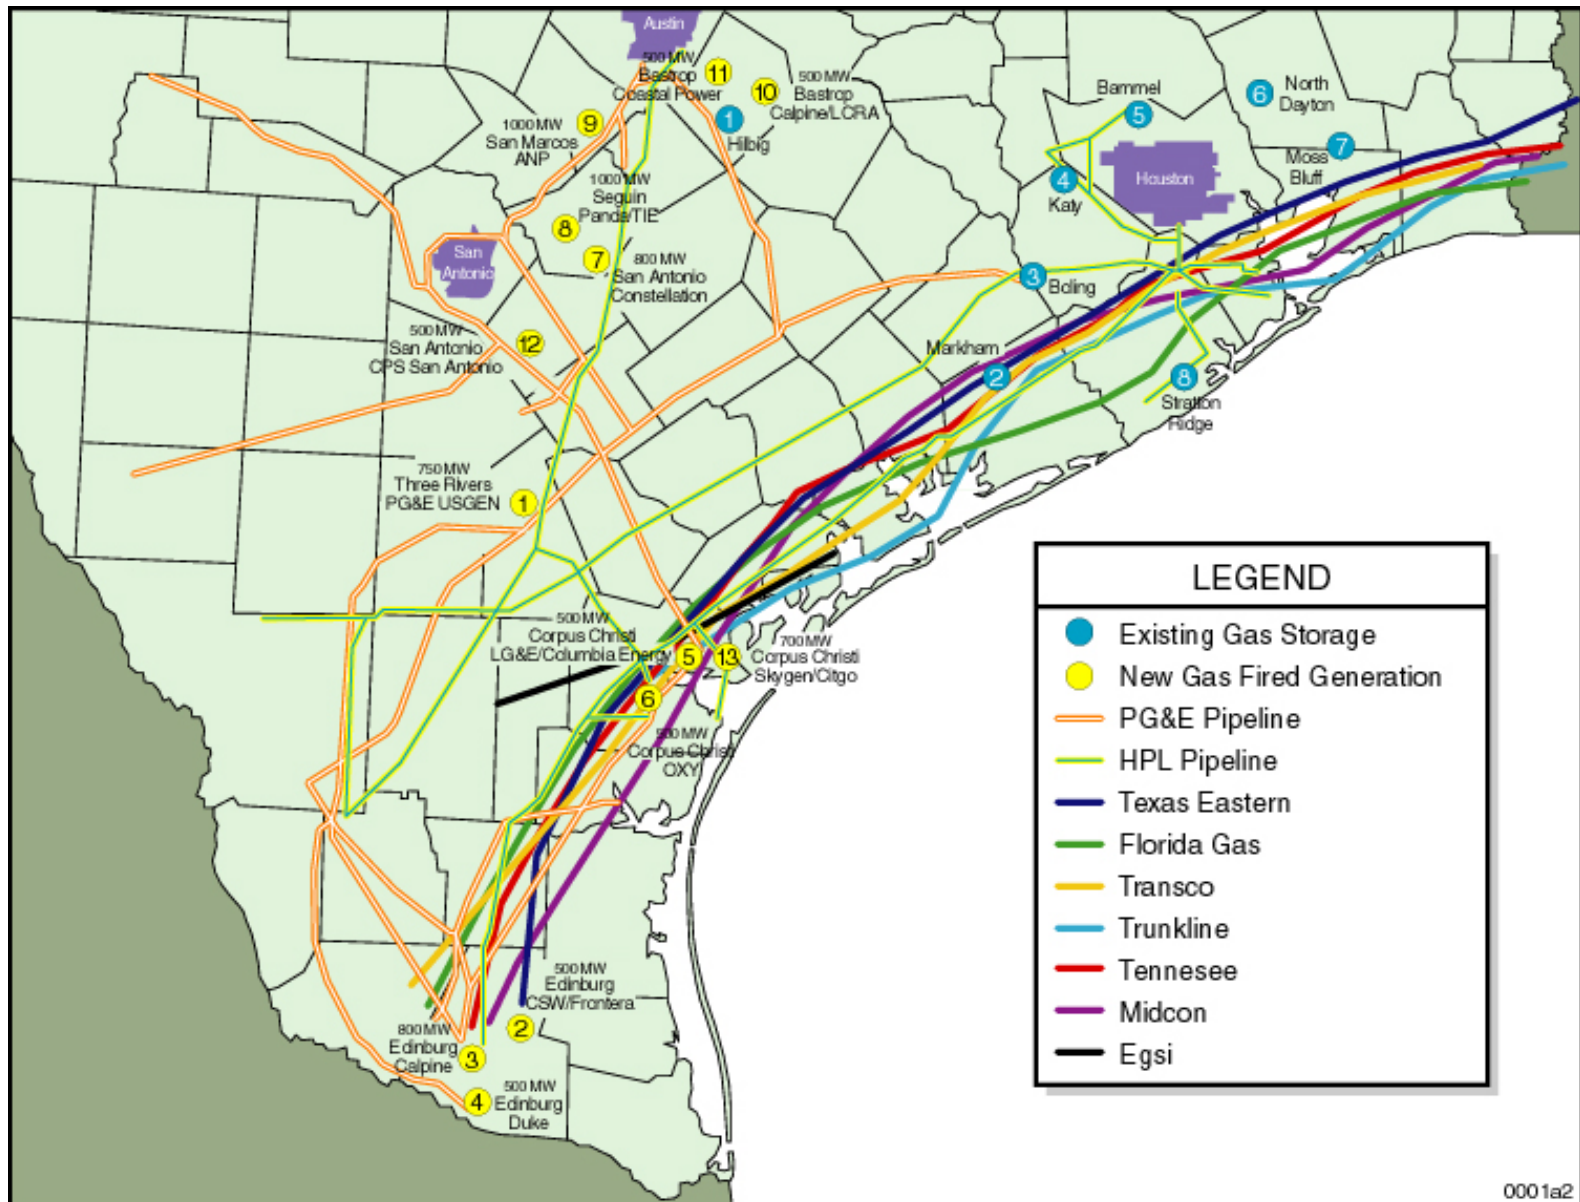 Austin
500 MW
Bastrop
Coastal Power
11
10
500 MW
Bastrop
Calpine/LCRA
1
Hilbig
9
1000 MW
San Marcos
ANP
1000 MW
Seguin
Panda/TIE
8
7
800 MW
San Antonio
Constellation
San
Antonio
500 MW
San Antonio
CPS San Antonio
12
Bammel
5
6
North
Dayton
7
Moss
Bluff
Houston
4
Katy
3
Boling
Markham
2
8
Stratton
Ridge
750 MW
Three Rivers
PG&E USGEN
1
500 MW
Corpus Christi
LG&E/Columbia Energy
5
13
700 MW
Corpus Christi
Skygen/Citgo
6
500 MW
Corpus Christi
OXY
500 MW
Edinburg
CSW/Frontera
2
800 MW
Edinburg
Calpine
3
4
500 MW
Edinburg
Duke
LEGEND
Existing Gas Storage
New Gas Fired Generation
PG&E Pipeline
HPL Pipeline
Texas Eastern
Florida Gas
Transco
Trunkline
Tennesee
Midcon
Egsi
0001a2